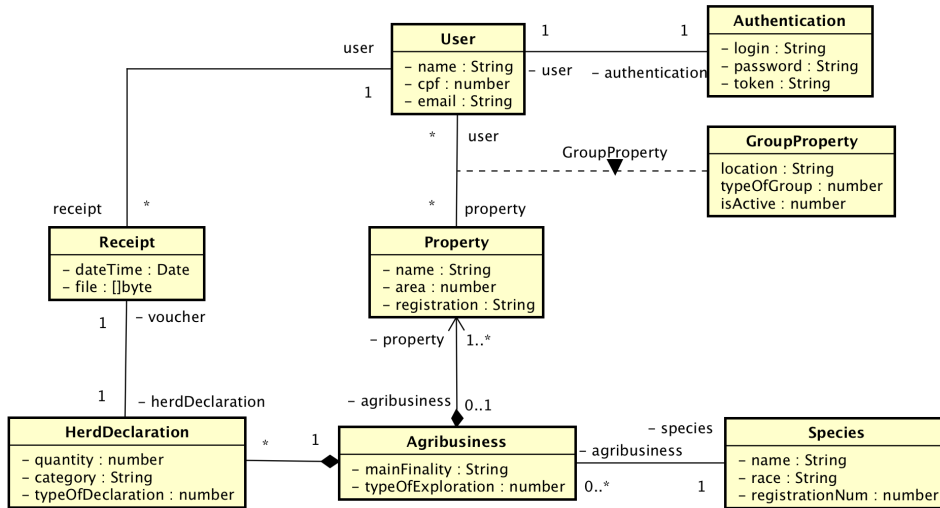 User
- name : String
- cpf : number
- email : String
Authentication
- login : String
- password : String
- token : String
1
1
- user
- authentication
user
1
*
user
GroupProperty
GroupProperty
location : String
typeOfGroup : number
isActive : number
*
property
receipt
*
Receipt
- dateTime : Date
- file : []byte
Property
- name : String
- area : number
- registration : String
1
- voucher
- property
1..*
1
- herdDeclaration
- agribusiness
0..1
HerdDeclaration
- quantity : number
- category : String
- typeOfDeclaration : number
*
1
Agribusiness
- mainFinality : String
- typeOfExploration : number
- species
- agribusiness
0..*
1
Species
- name : String
- race : String
- registrationNum : number